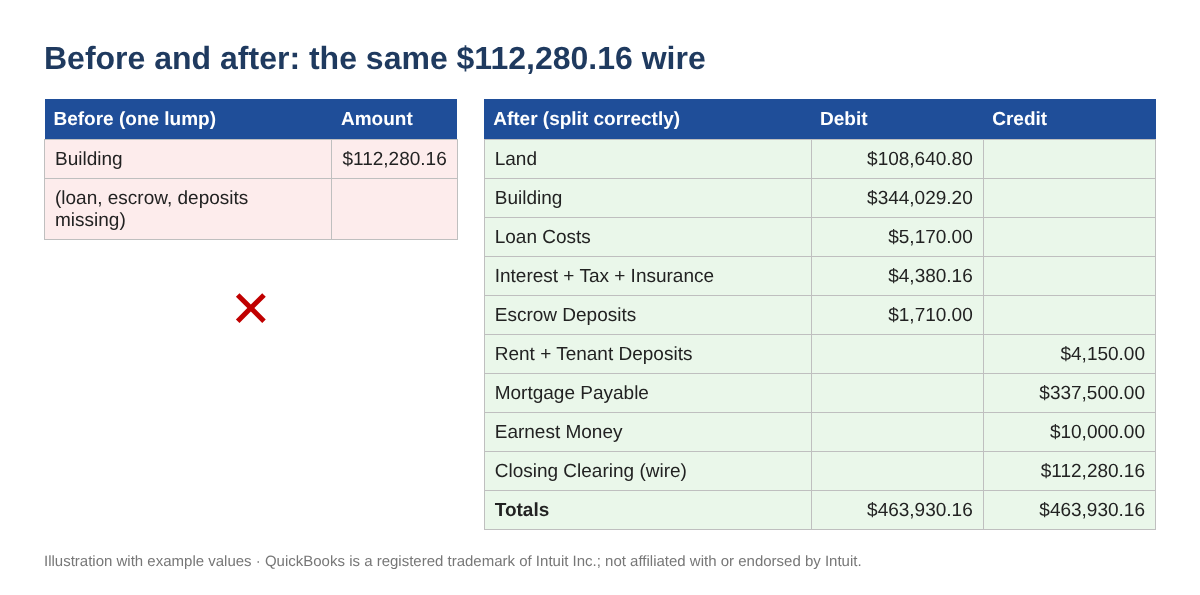 Before and after: the same $112,280.16 wire
Before (one lump) Amount
Building $112,280.16
(loan, escrow, deposits
missing)
After (split correctly) Debit Credit
Land $108,640.80
Building $344,029.20
Loan Costs $5,170.00
Interest + Tax + Insurance $4,380.16
Escrow Deposits $1,710.00
Rent + Tenant Deposits $4,150.00
Mortgage Payable $337,500.00
Earnest Money $10,000.00
Closing Clearing (wire) $112,280.16
Totals $463,930.16 $463,930.16
Illustration with example values · QuickBooks is a registered trademark of Intuit Inc.; not affiliated with or endorsed by Intuit.